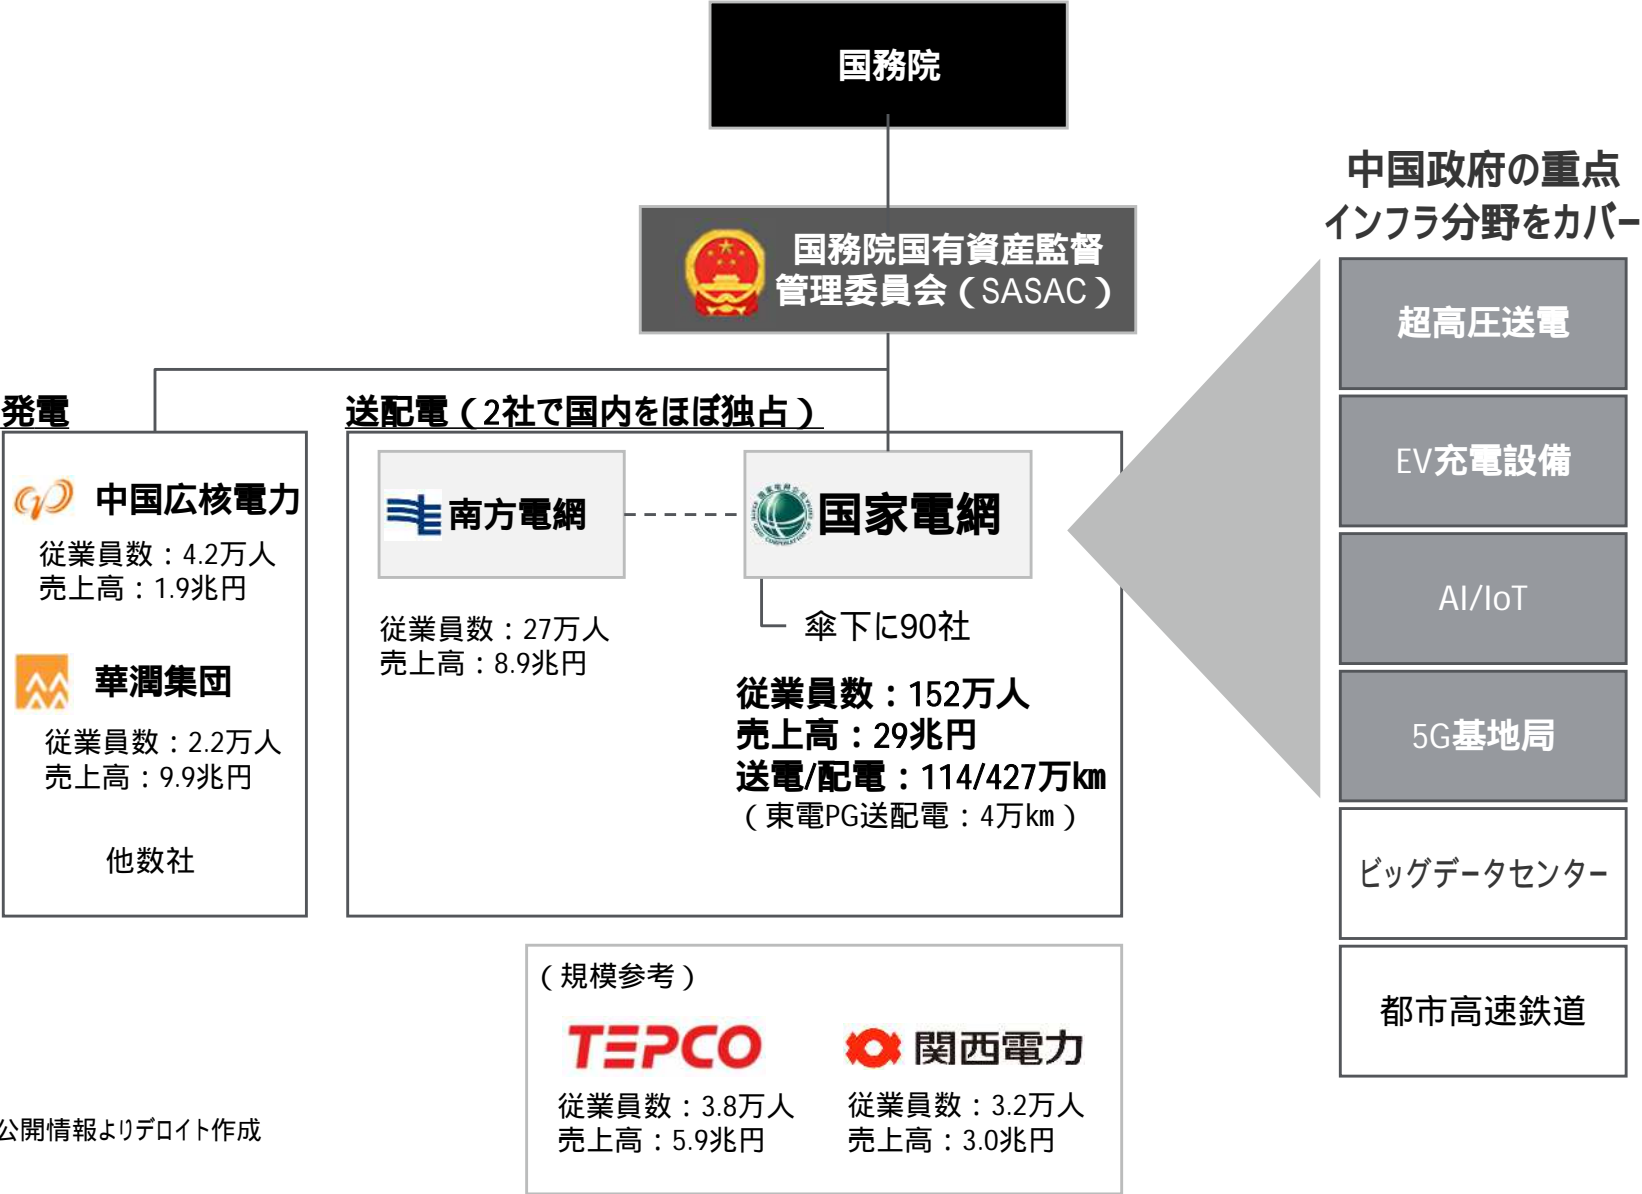 国務院
国務院国有資産監督
管理委員会（SASAC）
発電
中国広核電力
従業員数：4.2万人
売上高：1.9兆円
華潤集団
従業員数：2.2万人
売上高：9.9兆円
他数社
送配電（2社で国内をほぼ独占）
南方電網
従業員数：27万人
売上高：8.9兆円
国家電網
傘下に90社
従業員数：152万人
売上高：29兆円
送電/配電：114/427万km
（東電PG送配電：4万km）
中国政府の重点
インフラ分野をカバー
超高圧送電
EV充電設備
AI/IoT
5G基地局
ビッグデータセンター
都市高速鉄道
（規模参考）
TEPCO
従業員数：3.8万人
売上高：5.9兆円
関西電力
従業員数：3.2万人
売上高：3.0兆円
公開情報よりデロイト作成